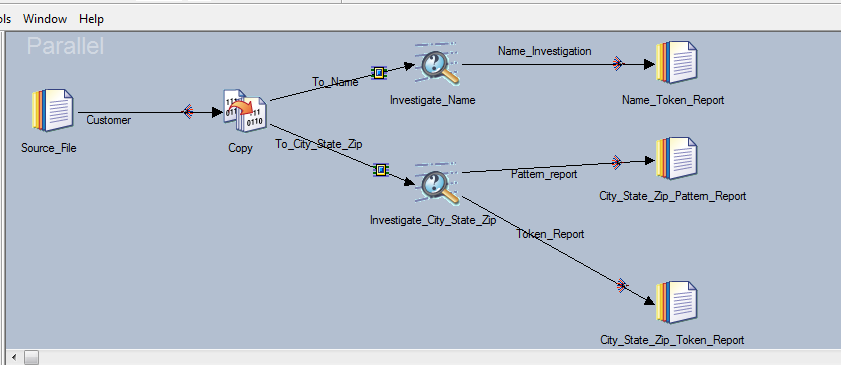 ols Window Help
Parallel
Name_Investigation
To_Name
Investigate_Name
Name_Token_Report
Customer
Source_File
Copy
To_City_State_Zip
Pattern_report
City_State_Zip_Pattern_Report
Investigate_City_State_Zip
Token_Report
City_State_Zip_Token_Report